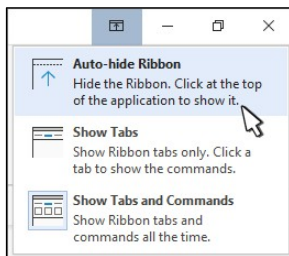 Auto-hide Ribbon
Hide the Ribbon. Click at the top
of the application to show it.
Show Tabs
Show Ribbon tabs only. Click a
tab to show the commands.
Show Tabs and Commands
Show Ribbon tabs and
commands all the time.